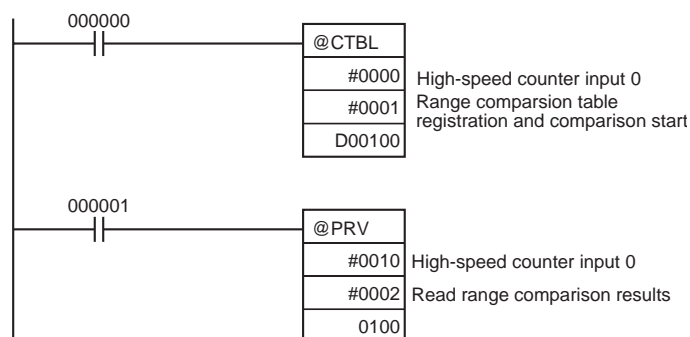 000000
@CTBL
#0000 High-speed counter input 0
#0001 Range comparsion table
registration and comparison start
D00100
000001
@PRV
#0010 High-speed counter input 0
#0002 Read range comparison results
0100